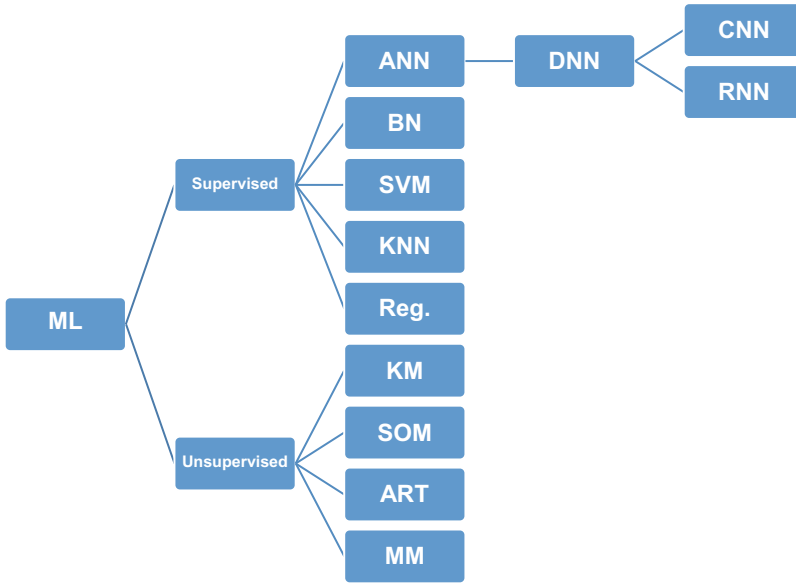 CNN
ANN
DNN
RNN
BN
Supervised
SVM
KNN
Reg.
ML
KM
SOM
Unsupervised
ART
MM